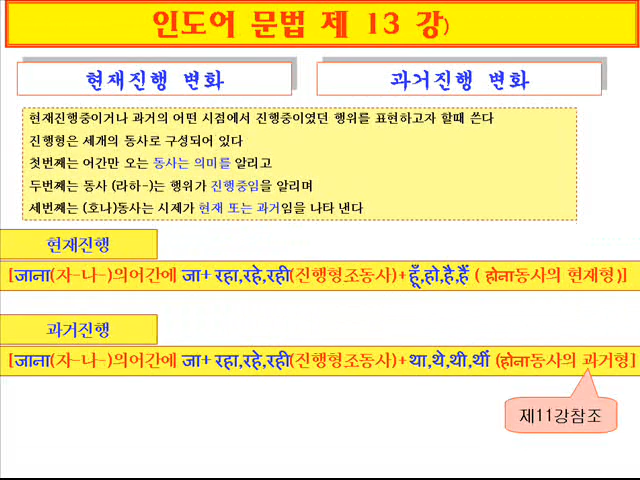 인도어 문법 제 13 강)
현재진행 변화
과거진행 변화
현재진행중이거나 과거의 어떤 시점에서 진행중이였던 행위를 표현하고자 할때 쓴다
진행형은 세개의 동사로 구성되어 있다
첫번째는 어간만 오는 동사는 의미를 알리고
두번째는 동사 (라하-)는 행위가 진행중임을 알리며
세번째는 (호나)동사는 시제가 현재 또는 과거임을 나타 낸다
현재진행
[जाना(자-나-)의어간에 जा+ रहा,रहे,रही(진행형조동사)+हूँ,हो,है,हैं ( होना동사의 현재형)]
과거진행
[जाना(자-나-)의어간에 जा+ रहा,रहे,रही(진행형조동사)+था,थे,थी,थीं (होना동사의 과거형]
제11강참조